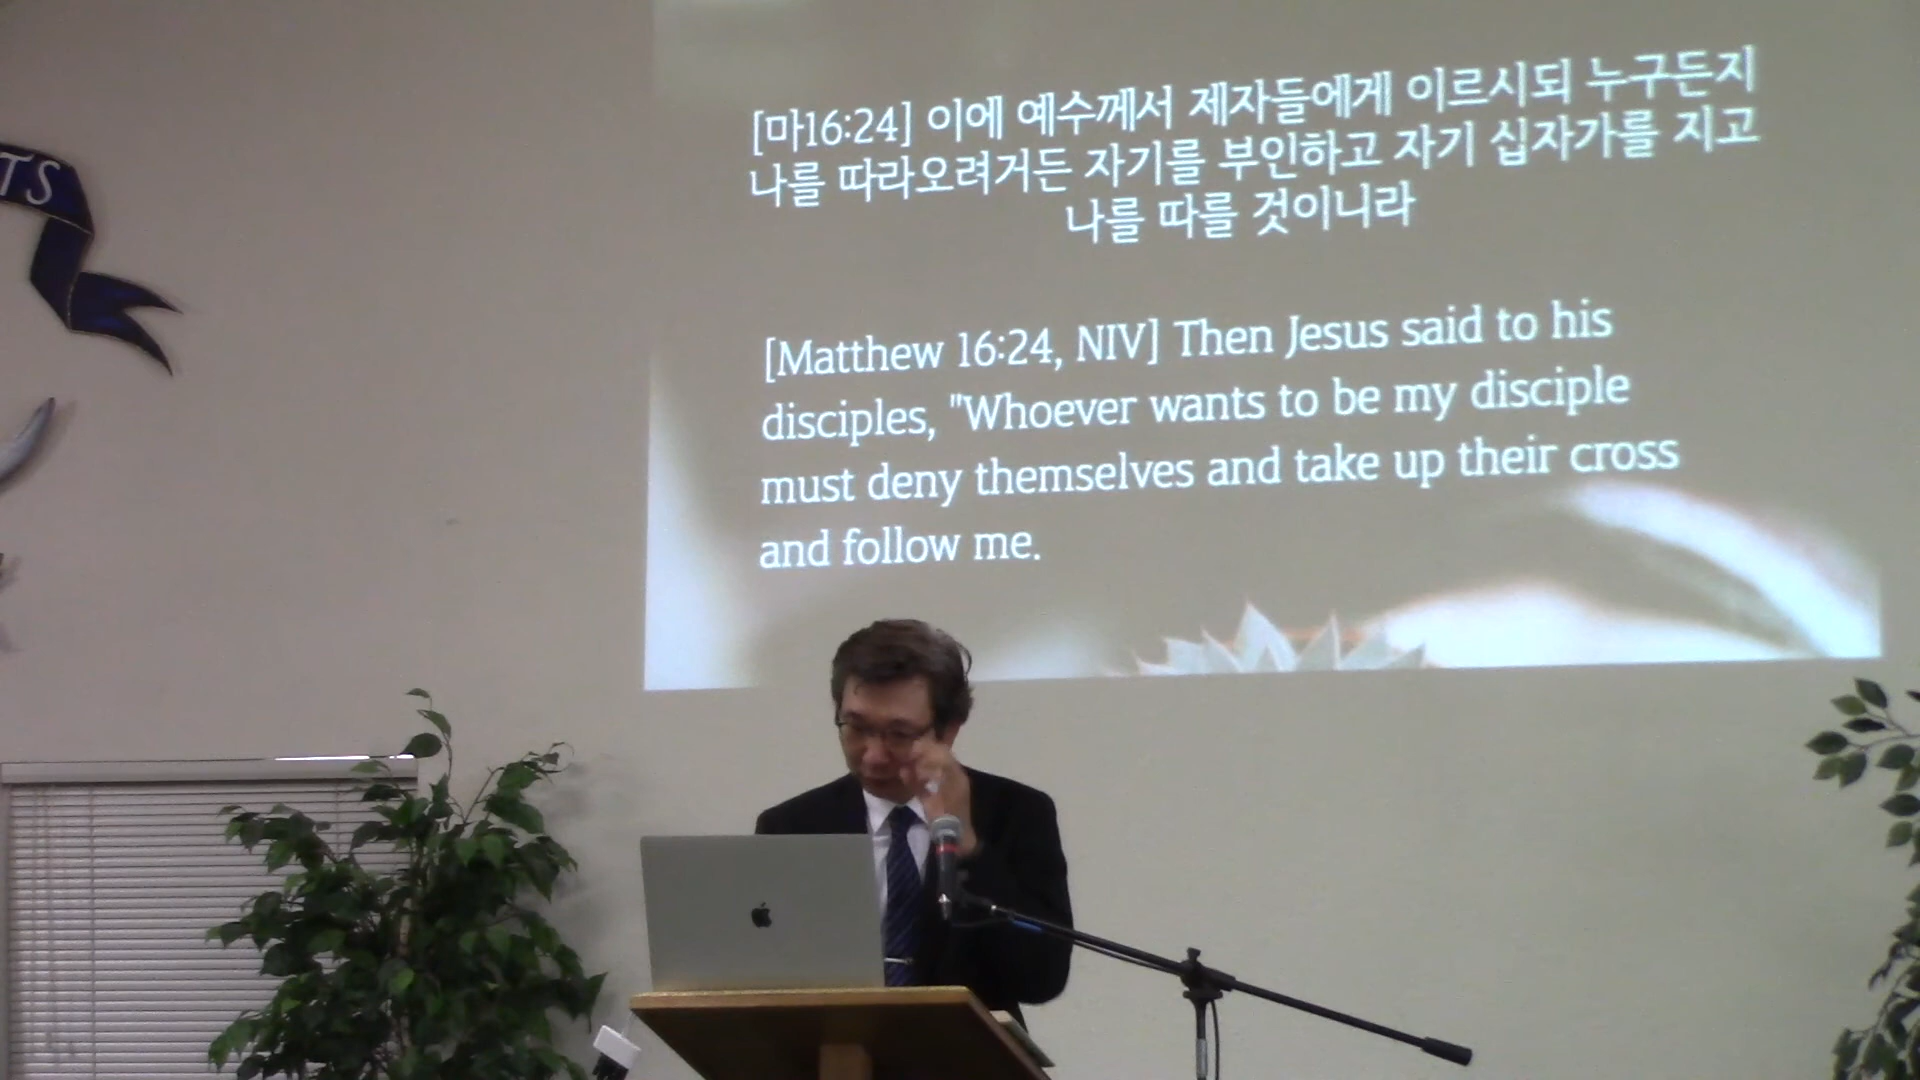 TS
[마16:24] 이에 예수께서 제자들에게 이르시되 누구든지
나를 따라오려거든 자기를 부인하고 자기 십자가를 지고
나를 따를 것이니라
[Matthew 16:24, NIV] Then Jesus said to his
disciples, "Whoever wants to be my disciple
must deny themselves and take up their cross
and follow me.